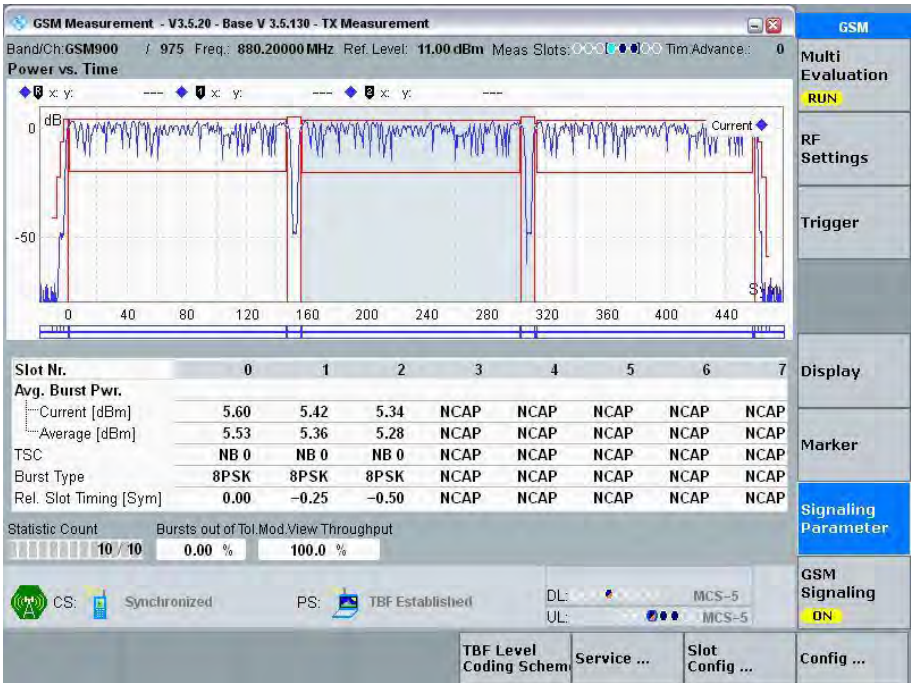 GSM Measurement - V3.5.20 - Base V 3.5.130 - TX Measurement
GSM
Band/Ch:GSM900 / 975 Freq.: 880.20000 MHz Ref. Level: 11.00 dBm Meas Slots: Tim Advance.: 0
Multi Evaluation
RUN
Power vs. Time
R x: y: --- 1 x: y: --- 2 x: y: ---
dB
Current
0
-50
Sym
0 40 80 120 160 200 240 280 320 360 400 440
RF Settings
Trigger
Display
Marker
Signaling Parameter
GSM Signaling
ON
Slot Nr. 0 1 2 3 4 5 6 7
Avg. Burst Pwr.
Current [dBm] 5.60 5.42 5.34 NCAP NCAP NCAP NCAP NCAP
Average [dBm] 5.53 5.36 5.28 NCAP NCAP NCAP NCAP NCAP
TSC NB 0 NB 0 NB 0 NCAP NCAP NCAP NCAP NCAP
Burst Type 8PSK 8PSK 8PSK NCAP NCAP NCAP NCAP NCAP
Rel. Slot Timing [Sym] 0.00 -0.25 -0.50 NCAP NCAP NCAP NCAP NCAP
Statistic Count Bursts out of Tol. Mod.View Throughput
10 / 10 0.00 % 100.0 %
CS: Synchronized PS: TBF Established DL: MCS-5
UL: MCS-5
TBF Level Coding Schem
Service ...
Slot Config ...
Config ...